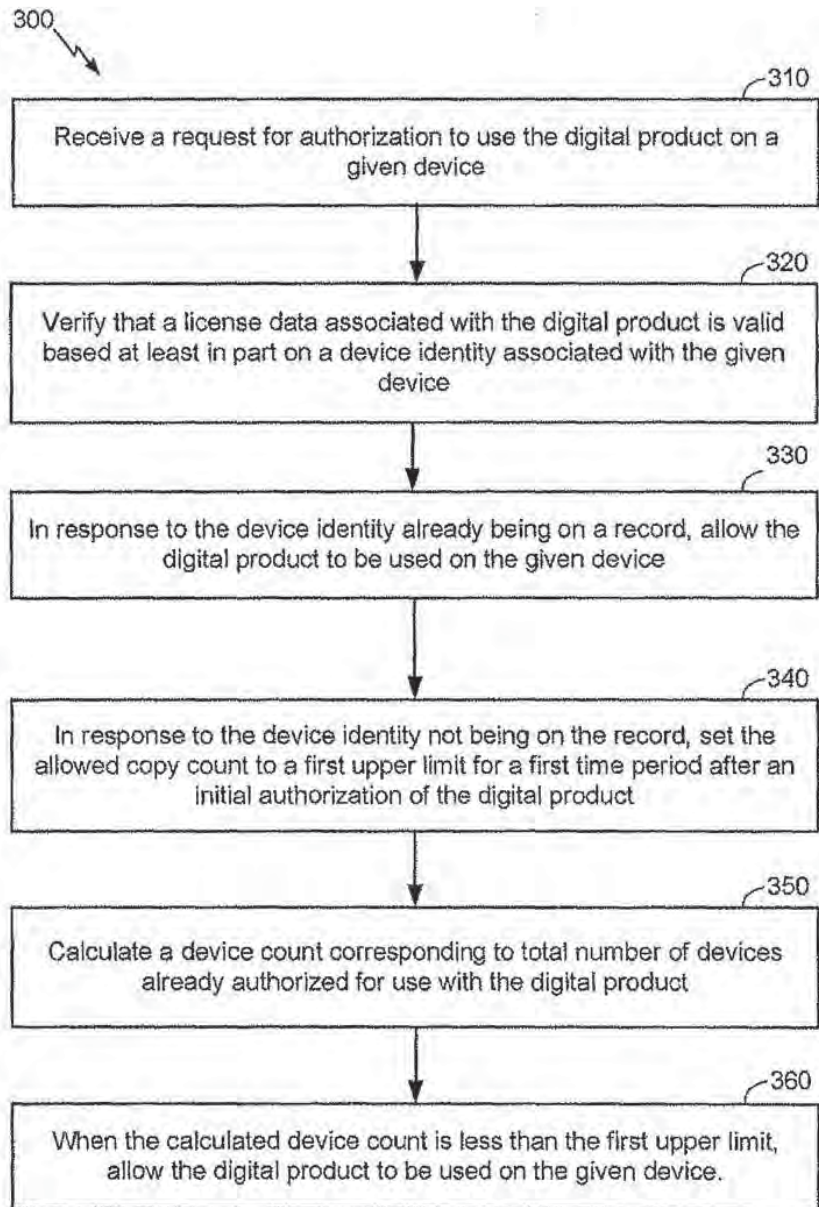 300
310
Receive a request for authorization to use the digital product on a
given device
320
Verify that a license data associated with the digital product is valid
based at least in part on a device identity associated with the given
device
330
In response to the device identity already being on a record, allow the
digital product to be used on the given device
340
In response to the device identity not being on the record, set the
allowed copy count to a first upper limit for a first time period after an
initial authorization of the digital product
350
Calculate a device count corresponding to total number of devices
already authorized for use with the digital product
360
When the calculated device count is less than the first upper limit,
allow the digital product to be used on the given device.